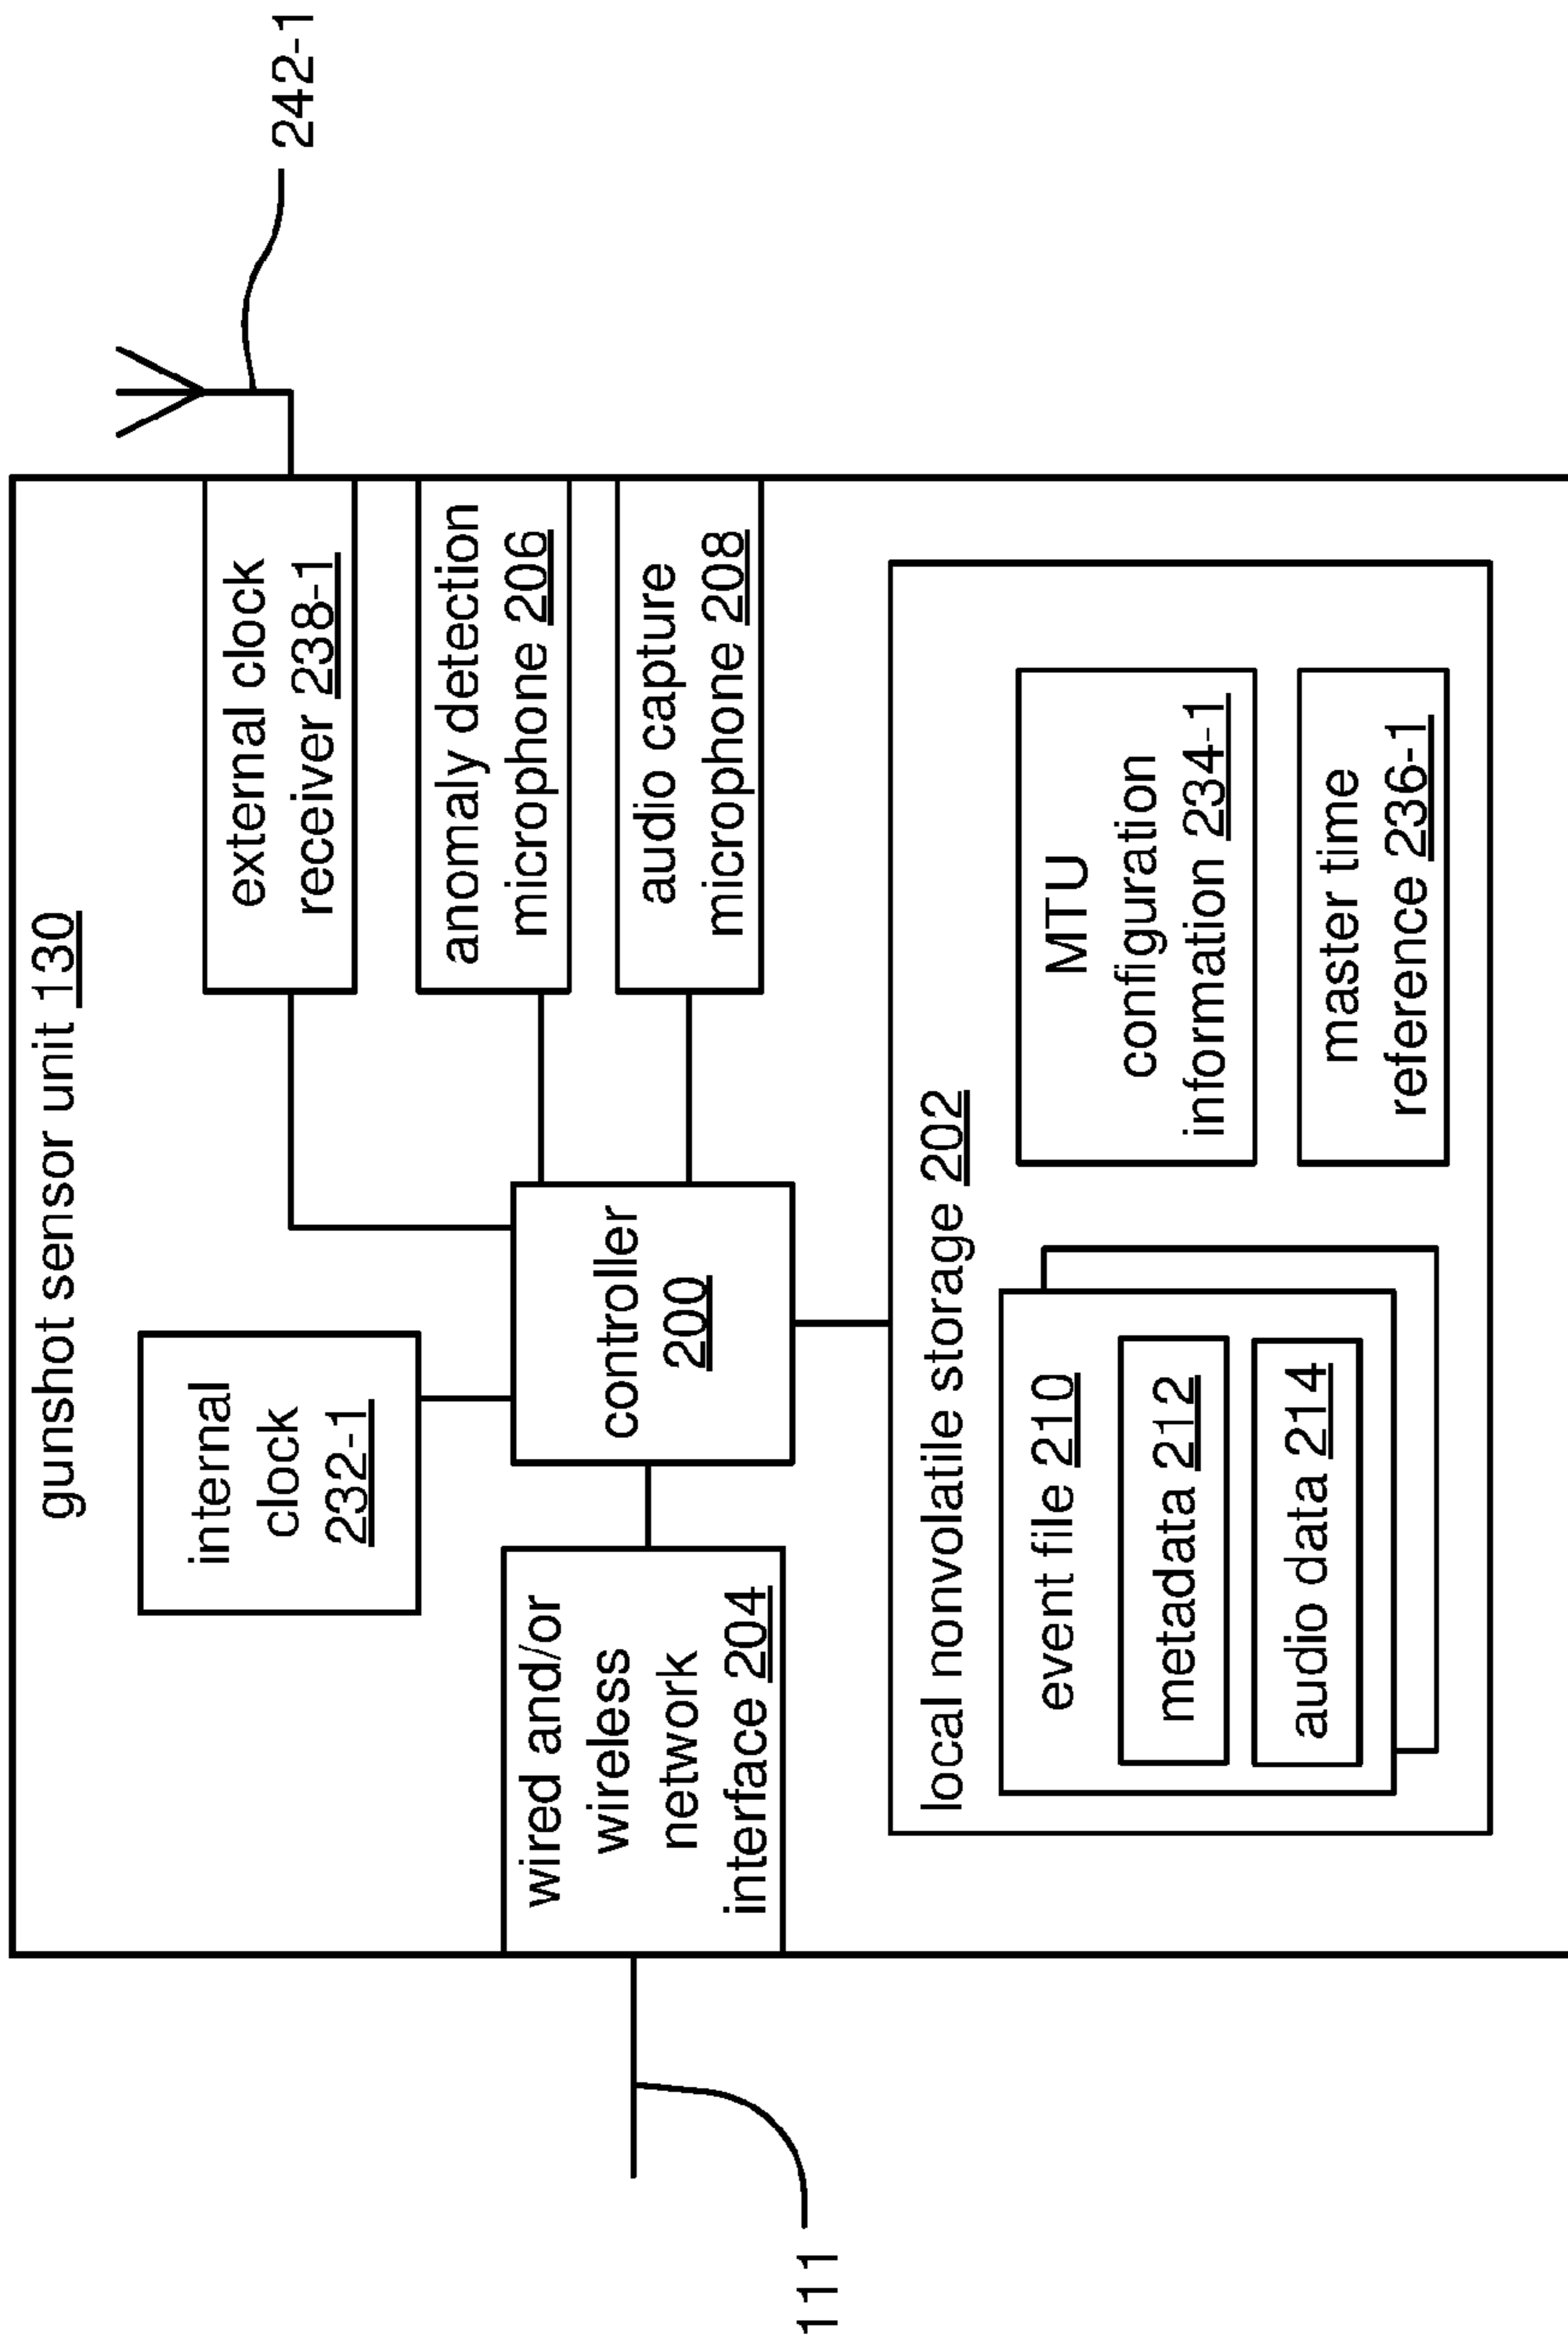 gunshot sensor unit 130
internal
clock
232-1
external clock
receiver 238-1
242-1
anomaly detection
microphone 206
audio capture
microphone 208
controller
200
wired and/or
wireless
network
interface 204
111
local nonvolatile storage 202
event file 210
metadata 212
audio data 214
MTU
configuration
information 234-1
master time
reference 236-1